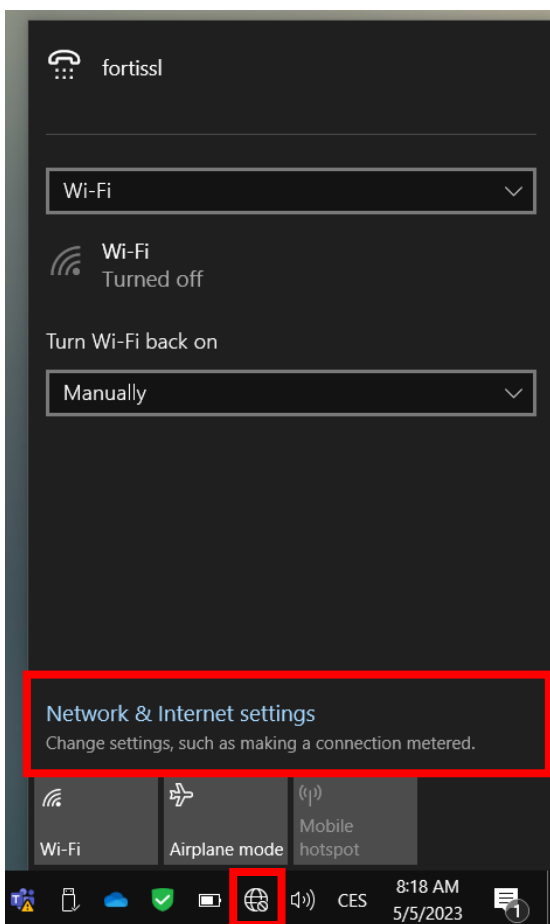 fortissl
Wi-Fi
Wi-Fi
Turned off
Turn Wi-Fi back on
Manually
Network & Internet settings
Change settings, such as making a connection metered.
Wi-Fi
Airplane mode
Mobile
hotspot
CES
8:18 AM
5/5/2023
1